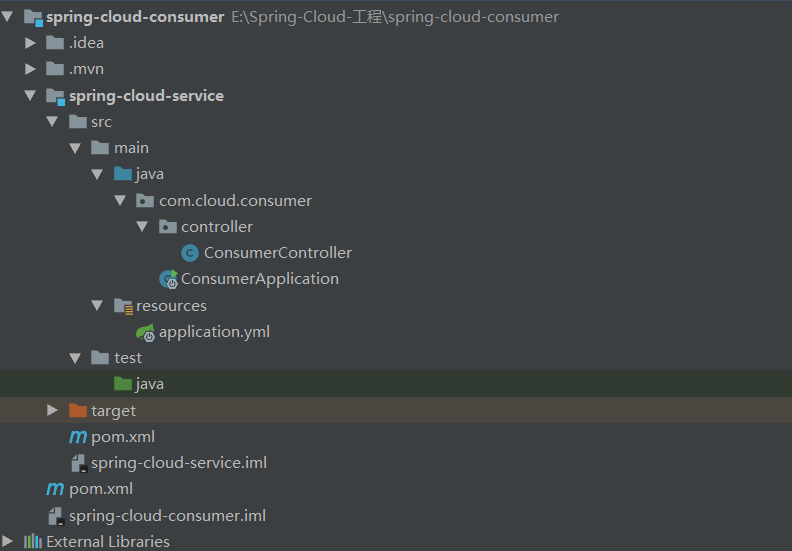 spring-cloud-consumer E:\Spring-Cloud-工程\spring-cloud-consumer
.idea
.mvn
spring-cloud-service
src
main
java
com.cloud.consumer
controller
ConsumerController
ConsumerApplication
resources
application.yml
test
java
target
pom.xml
spring-cloud-service.iml
pom.xml
spring-cloud-consumer.iml
External Libraries